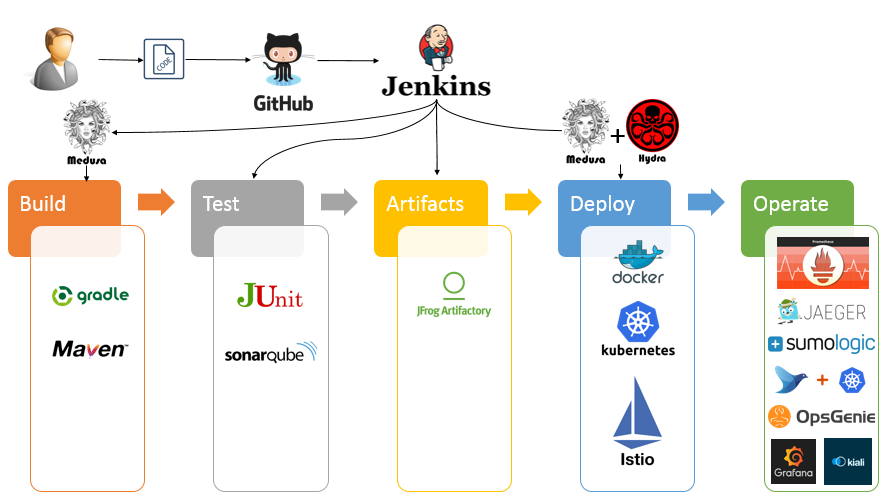 CODE
GitHub
Jenkins
Medusa
Medusa
+
Hydra
Build
Test
Artifacts
Deploy
Operate
gradle
Maven™
JUnit
sonarqube
JFrog Artifactory
docker
kubernetes
Istio
Prometheus
JAEGER
sumologic
+
OpsGenie
Grafana
kiali